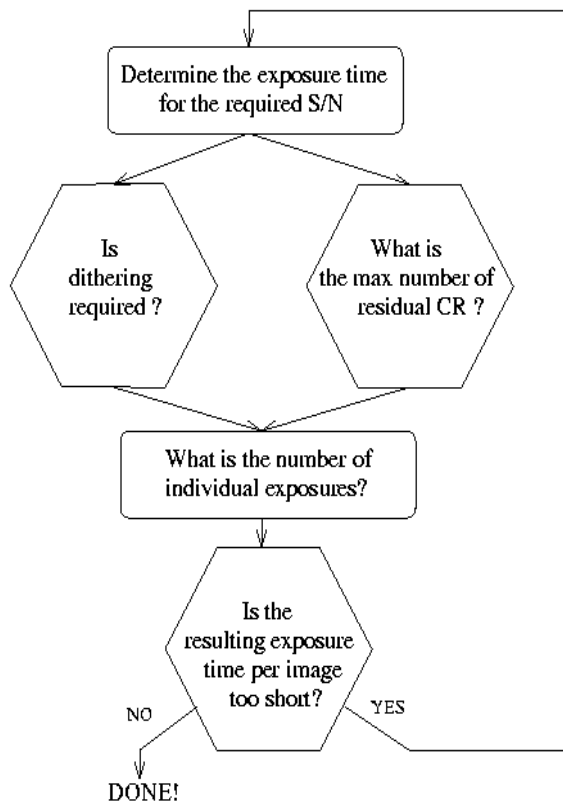 Determine the exposure time
for the required S/N
Is
dithering
required ?
What is
the max number of
residual CR ?
What is the number of
individual exposures?
Is the
resulting exposure
time per image
too short?
NO
YES
DONE!